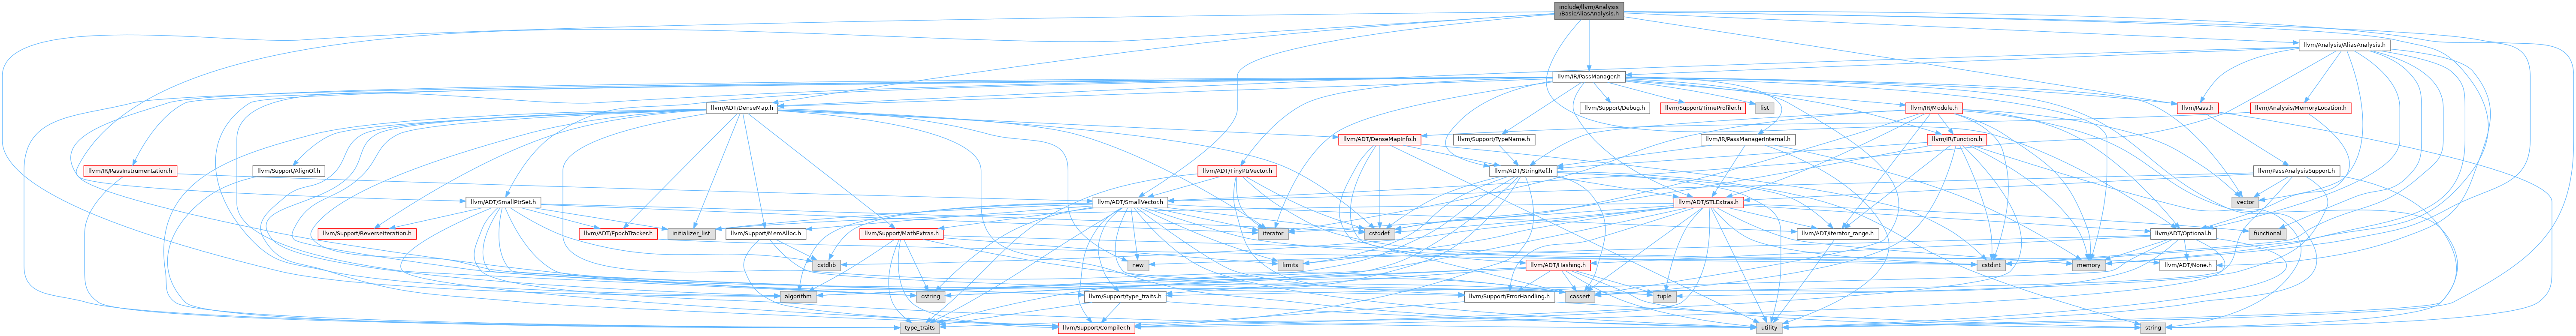 include/llvm/Analysis
/BasicAliasAnalysis.h
llvm/Analysis/AliasAnalysis.h
llvm/IR/PassManager.h
llvm/ADT/DenseMap.h
llvm/Support/Debug.h
llvm/Support/TimeProfiler.h
list
llvm/IR/Module.h
llvm/Pass.h
llvm/Analysis/MemoryLocation.h
llvm/ADT/DenseMapInfo.h
llvm/Support/TypeName.h
llvm/IR/PassManagerInternal.h
llvm/IR/Function.h
llvm/IR/PassInstrumentation.h
llvm/Support/AlignOf.h
llvm/ADT/TinyPtrVector.h
llvm/ADT/StringRef.h
llvm/PassAnalysisSupport.h
llvm/ADT/SmallPtrSet.h
llvm/ADT/SmallVector.h
llvm/ADT/STLExtras.h
vector
llvm/Support/ReverseIteration.h
llvm/ADT/EpochTracker.h
initializer_list
llvm/Support/MemAlloc.h
llvm/Support/MathExtras.h
iterator
cstddef
llvm/ADT/iterator_range.h
llvm/ADT/Optional.h
functional
cstdlib
new
limits
llvm/ADT/Hashing.h
cstdint
memory
llvm/ADT/None.h
algorithm
cstring
llvm/Support/type_traits.h
llvm/Support/ErrorHandling.h
cassert
tuple
type_traits
llvm/Support/Compiler.h
utility
string